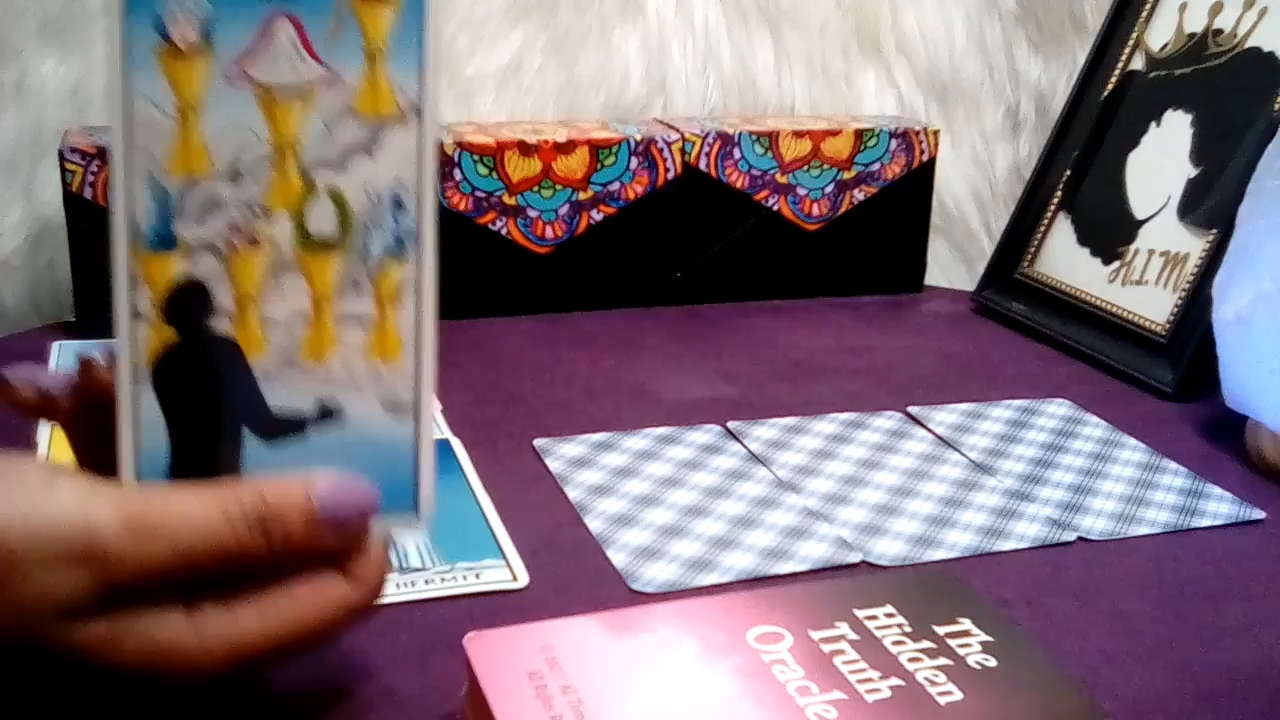 H.I.M
HERMIT
The
Hidden
Truth
Oracle